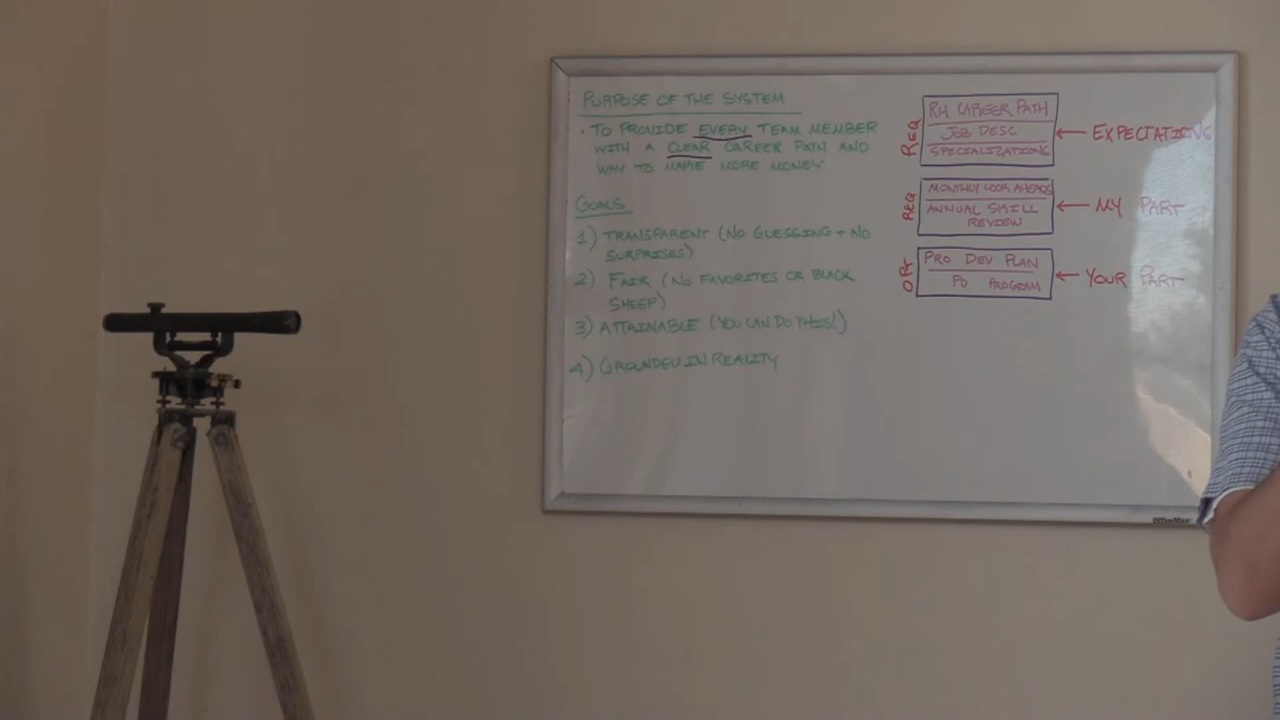 PURPOSE OF THE SYSTEM
• TO PROVIDE EVERY TEAM MEMBER
WITH A CLEAR CAREER PATH AND
WAY TO MAKE MORE MONEY
GOALS
1) TRANSPARENT (NO GUESSING + NO
SURPRISES)
2) FAIR (NO FAVORITES OR BLACK
SHEEP)
3) ATTAINABLE (YOU CAN DO THIS!)
4) GROUNDED IN REALITY
REQ
RH CAREER PATH
JOB DESC
SPECIALIZATIONS
← EXPECTATIONS
REQ
MONTHLY LOOK AHEADS
ANNUAL SKILL
REVIEW
← MY PART
OPT
PRO DEV PLAN
PD PROGRAM
← YOUR PART
OfficeMax